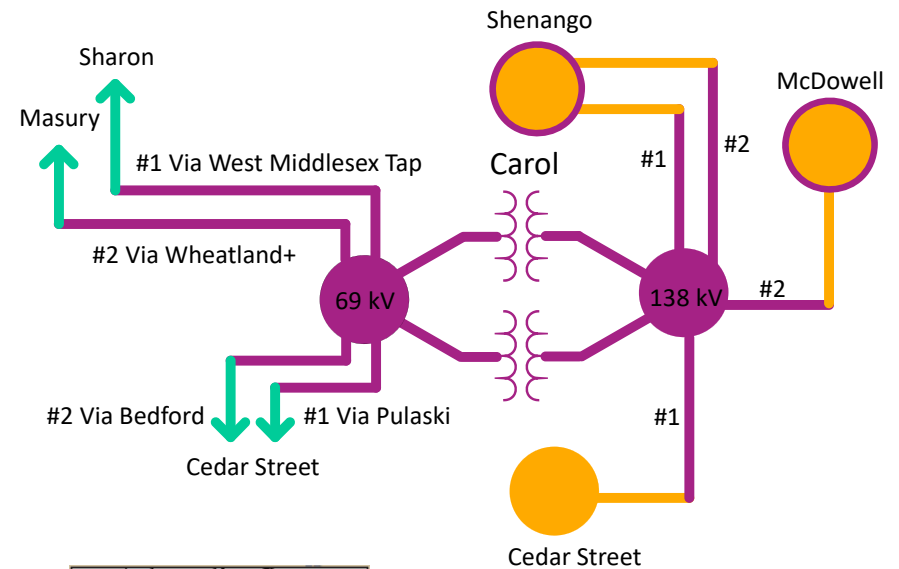 Shenango
Sharon
McDowell
Masury
#1 Via West Middlesex Tap
Carol
#1
#2
#2 Via Wheatland+
69 kV
138 kV
#2
#2 Via Bedford
#1 Via Pulaski
#1
Cedar Street
Cedar Street